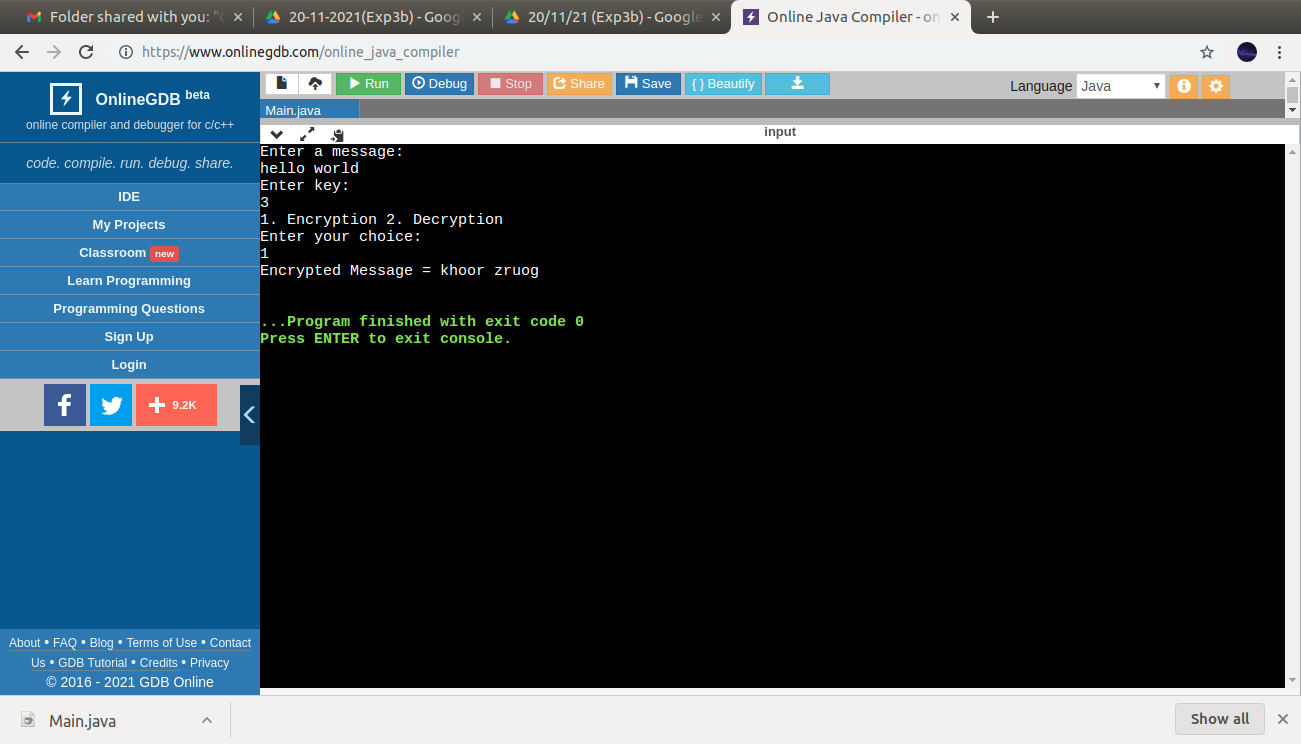 Folder shared with you: "
20-11-2021(Exp3b) - Goog
20/11/21 (Exp3b) - Google
Online Java Compiler - on
https://www.onlinegdb.com/online_java_compiler
OnlineGDB beta
online compiler and debugger for c/c++
code. compile. run. debug. share.
IDE
My Projects
Classroom new
Learn Programming
Programming Questions
Sign Up
Login
9.2K
About • FAQ • Blog • Terms of Use • Contact
Us • GDB Tutorial • Credits • Privacy
© 2016 - 2021 GDB Online
Run Debug Stop Share Save { } Beautify
Language Java
Main.java
input
Enter a message:
hello world
Enter key:
3
1. Encryption 2. Decryption
Enter your choice:
1
Encrypted Message = khoor zruog
...Program finished with exit code 0
Press ENTER to exit console.
Main.java
Show all